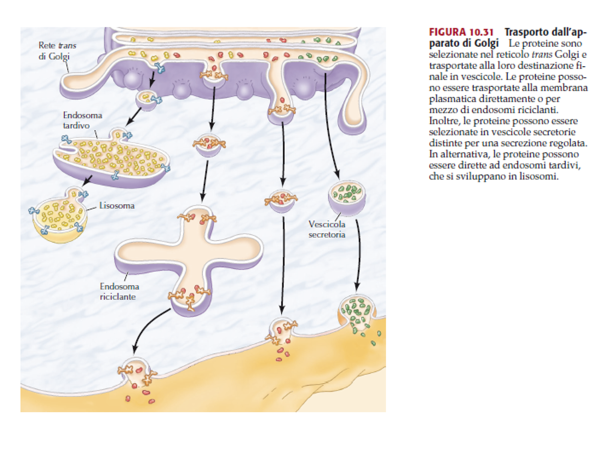 Rete trans
di Golgi
Endosoma
tardivo
Lisosoma
Vescicola
secretoria
Endosoma
riciclante
FIGURA 10.31 Trasporto dall'ap-
parato di Golgi Le proteine sono
selezionate nel reticolo trans Golgi e
trasportate alla loro destinazione fi-
nale in vescicole. Le proteine posso-
no essere trasportate alla membrana
plasmatica direttamente o per
mezzo di endosomi riciclanti.
Inoltre, le proteine possono essere
selezionate in vescicole secretorie
distinte per una secrezione regolata.
In alternativa, le proteine possono
essere dirette ad endosomi tardivi,
che si sviluppano in lisosomi.